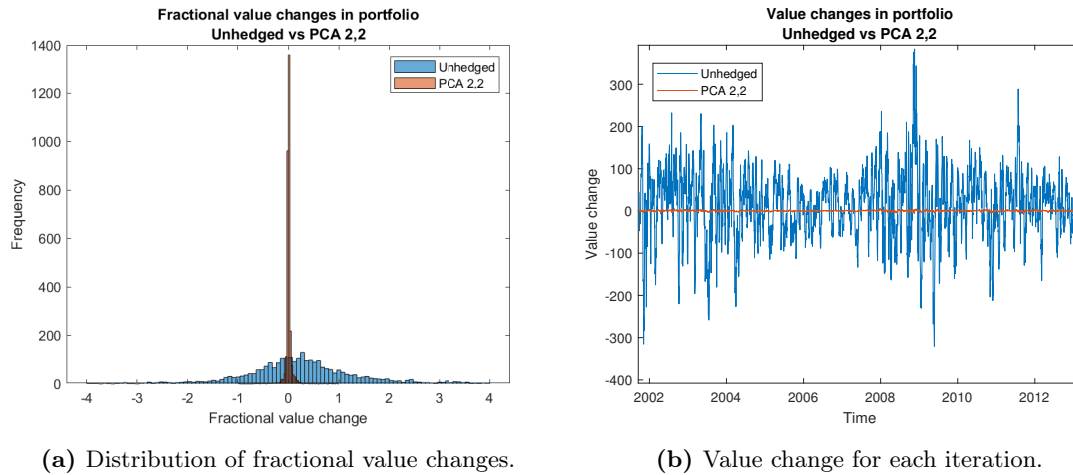 Fractional value changes in portfolio
Unhedged vs PCA 2,2
1400
1200
1000
800
600
400
200
0
Frequency
-4 -3 -2 -1 0 1 2 3 4
Fractional value change
Unhedged
PCA 2,2
(a) Distribution of fractional value changes.
Value changes in portfolio
Unhedged vs PCA 2,2
300
200
100
0
-100
-200
-300
-400
Value change
2002 2004 2006 2008 2010 2012
Time
Unhedged
PCA 2,2
(b) Value change for each iteration.